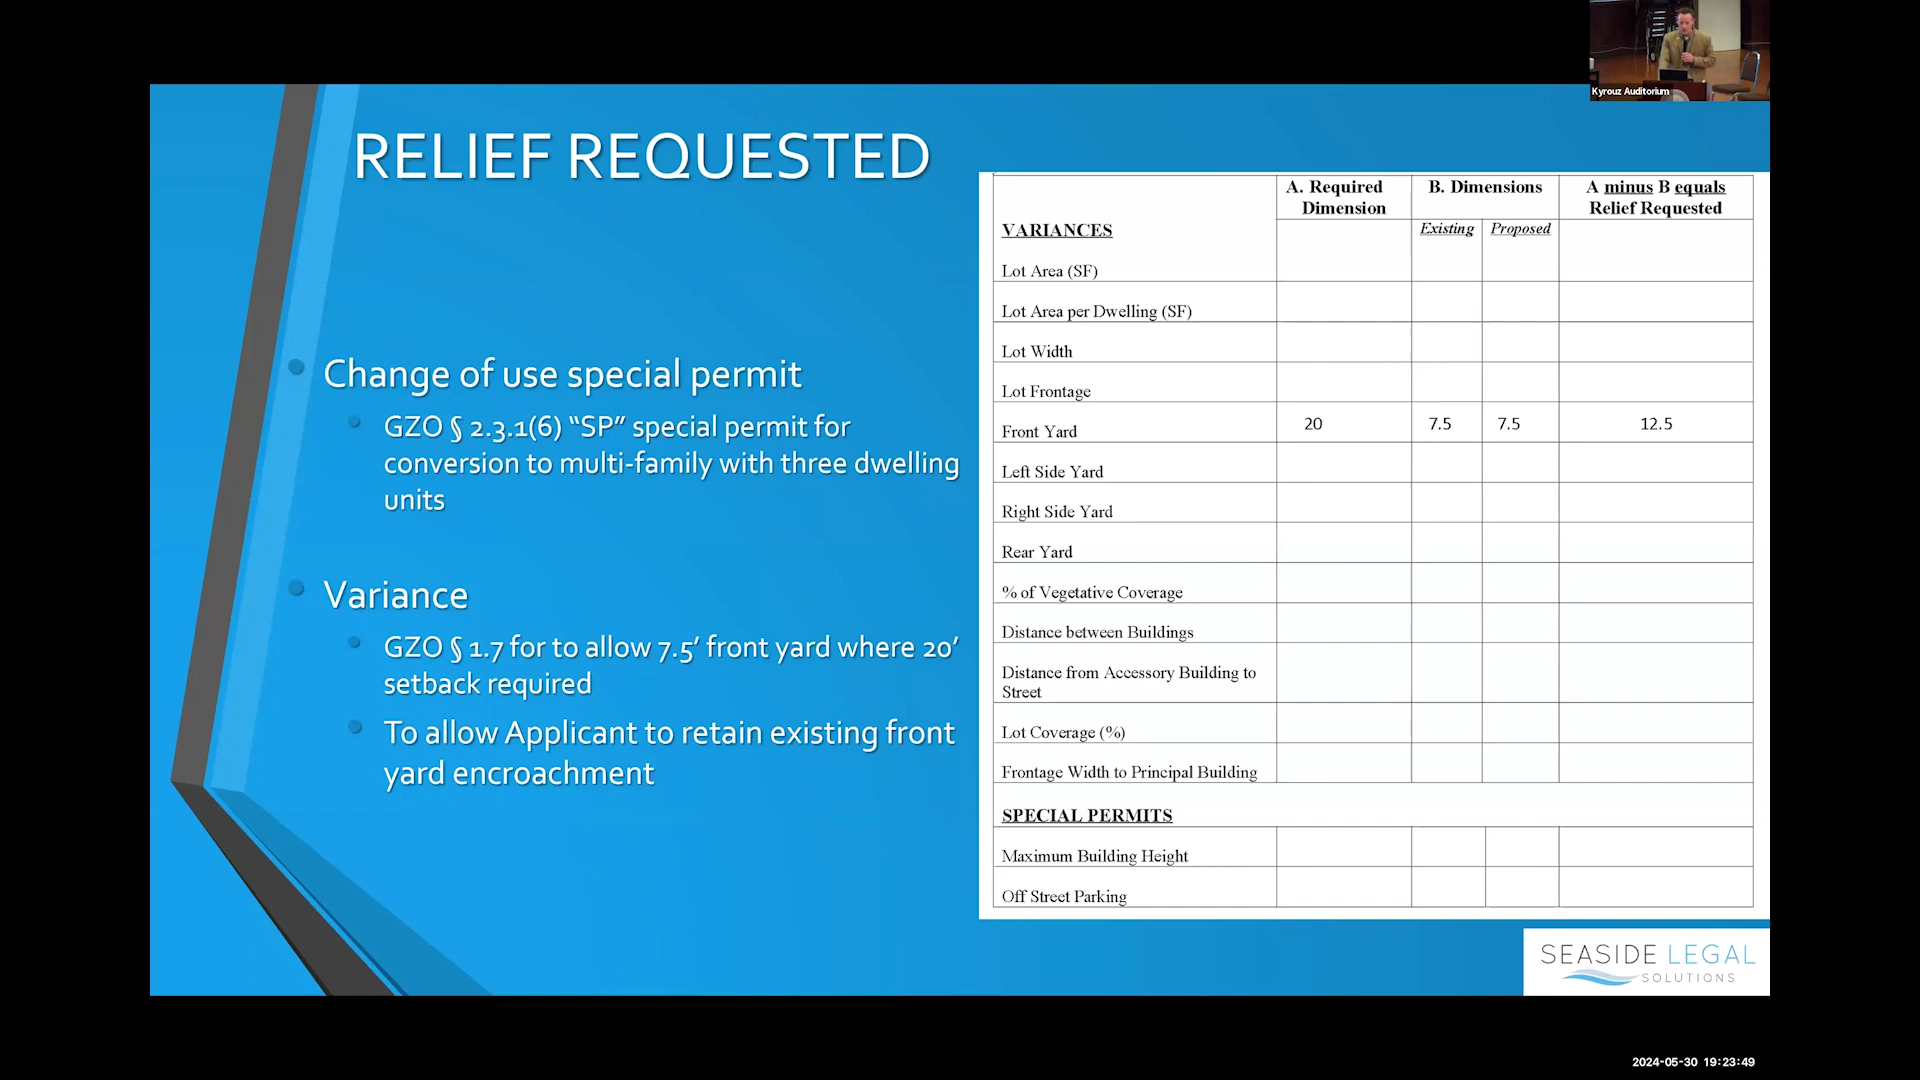 Kyrouz Auditorium
RELIEF REQUESTED
Change of use special permit
GZO § 2.3.1(6) “SP” special permit for
conversion to multi-family with three dwelling
units
Variance
GZO § 1.7 for to allow 7.5’ front yard where 20’
setback required
To allow Applicant to retain existing front
yard encroachment
A. Required Dimension B. Dimensions A minus B equals Relief Requested
VARIANCES Existing Proposed
Lot Area (SF)
Lot Area per Dwelling (SF)
Lot Width
Lot Frontage
Front Yard 20 7.5 7.5 12.5
Left Side Yard
Right Side Yard
Rear Yard
% of Vegetative Coverage
Distance between Buildings
Distance from Accessory Building to
Street
Lot Coverage (%)
Frontage Width to Principal Building
SPECIAL PERMITS
Maximum Building Height
Off Street Parking
SEASIDE LEGAL
SOLUTIONS
2024-05-30 19:23:49